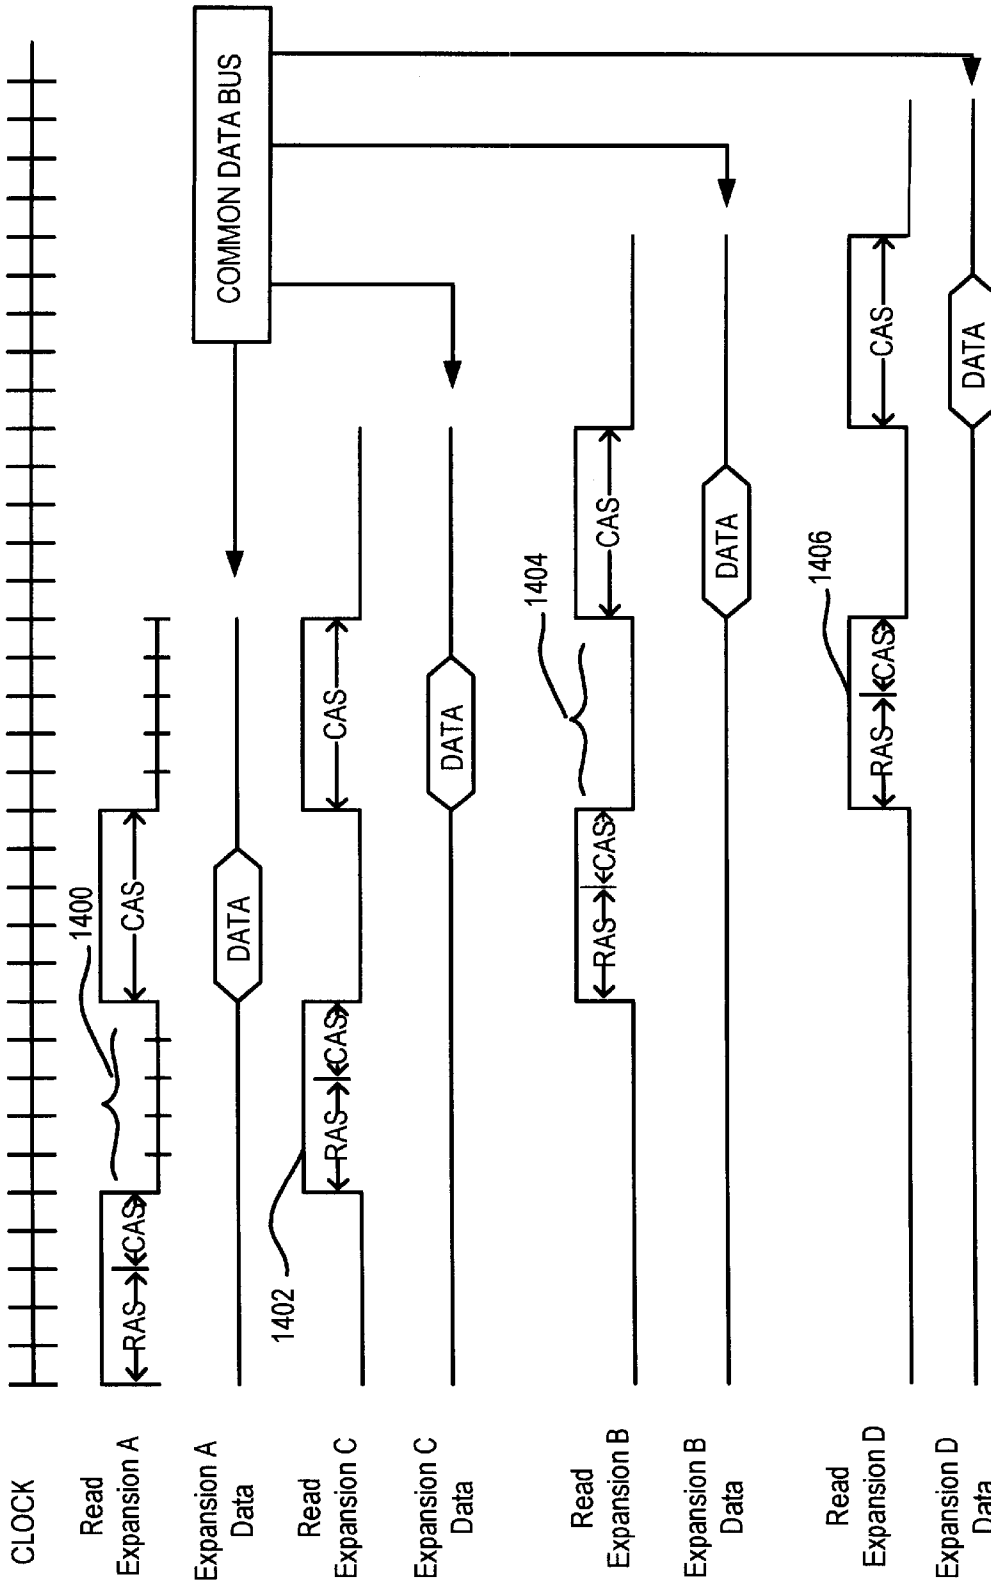 CLOCK
Read
Expansion A
RAS
CAS
1400
CAS
Expansion A
Data
DATA
COMMON DATA BUS
Read
Expansion C
1402
RAS
CAS
CAS
Expansion C
Data
DATA
Read
Expansion B
RAS
CAS
1404
CAS
Expansion B
Data
DATA
Read
Expansion D
RAS
CAS
1406
CAS
Expansion D
Data
DATA